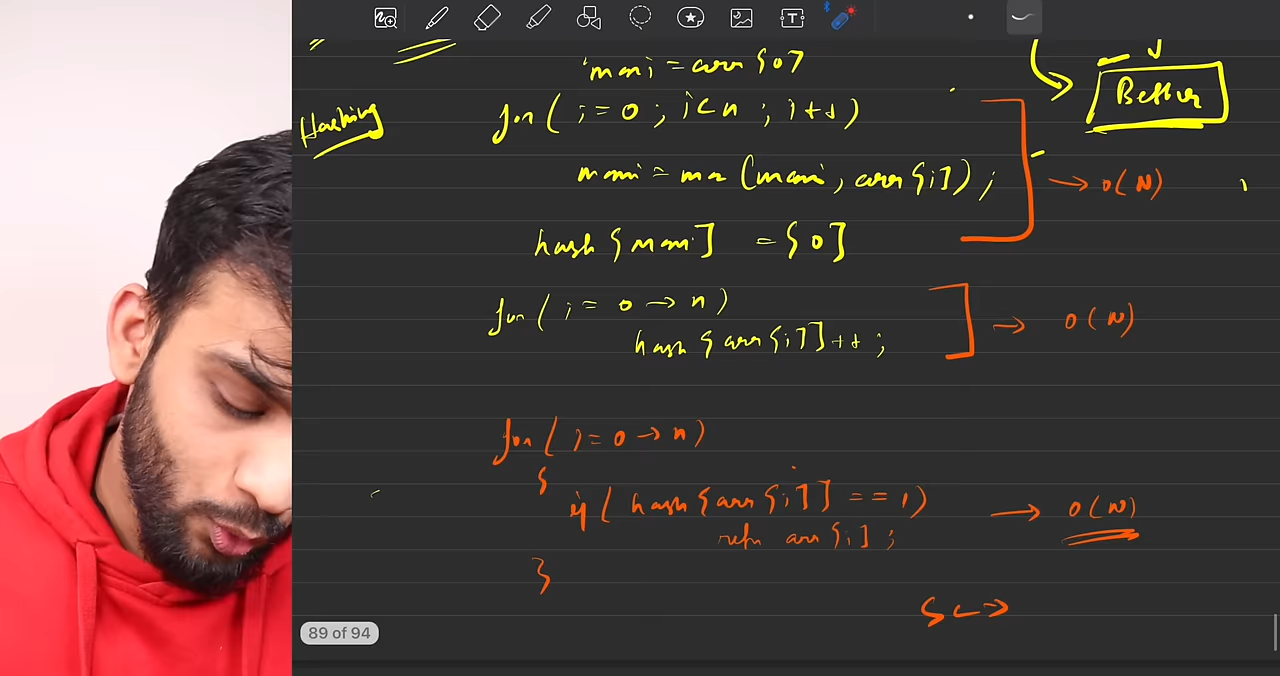 maxi = arr[0]
Better
Hashing
for( i = 0 ; i < n ; i++)
maxi = max (maxi, arr[i]) ;
→ O(N)
hash[maxi] = {0}
for( i = 0 → n)
hash[arr[i]]++ ;
→ O(N)
for( i = 0 → n)
{
if( hash[arr[i]] == 1)
→ O(N)
retn arr[i] ;
}
SC →
89 of 94